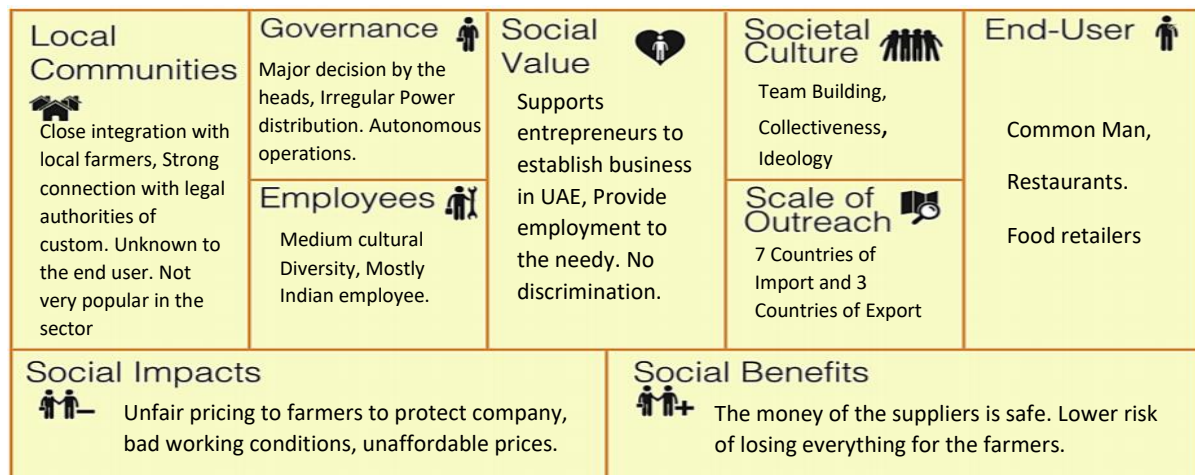 Local
Communities
Close integration with
local farmers, Strong
connection with legal
authorities of
custom. Unknown to
the end user. Not
very popular in the
sector
Governance
Major decision by the
heads, Irregular Power
distribution. Autonomous
operations.
Employees
Medium cultural
Diversity, Mostly
Indian employee.
Social
Value
Supports
entrepreneurs to
establish business
in UAE, Provide
employment to
the needy. No
discrimination.
Societal
Culture
Team Building,
Collectiveness,
Ideology
Scale of
Outreach
7 Countries of
Import and 3
Countries of Export
End-User
Common Man,
Restaurants.
Food retailers
Social Impacts
Unfair pricing to farmers to protect company,
bad working conditions, unaffordable prices.
Social Benefits
The money of the suppliers is safe. Lower risk
of losing everything for the farmers.